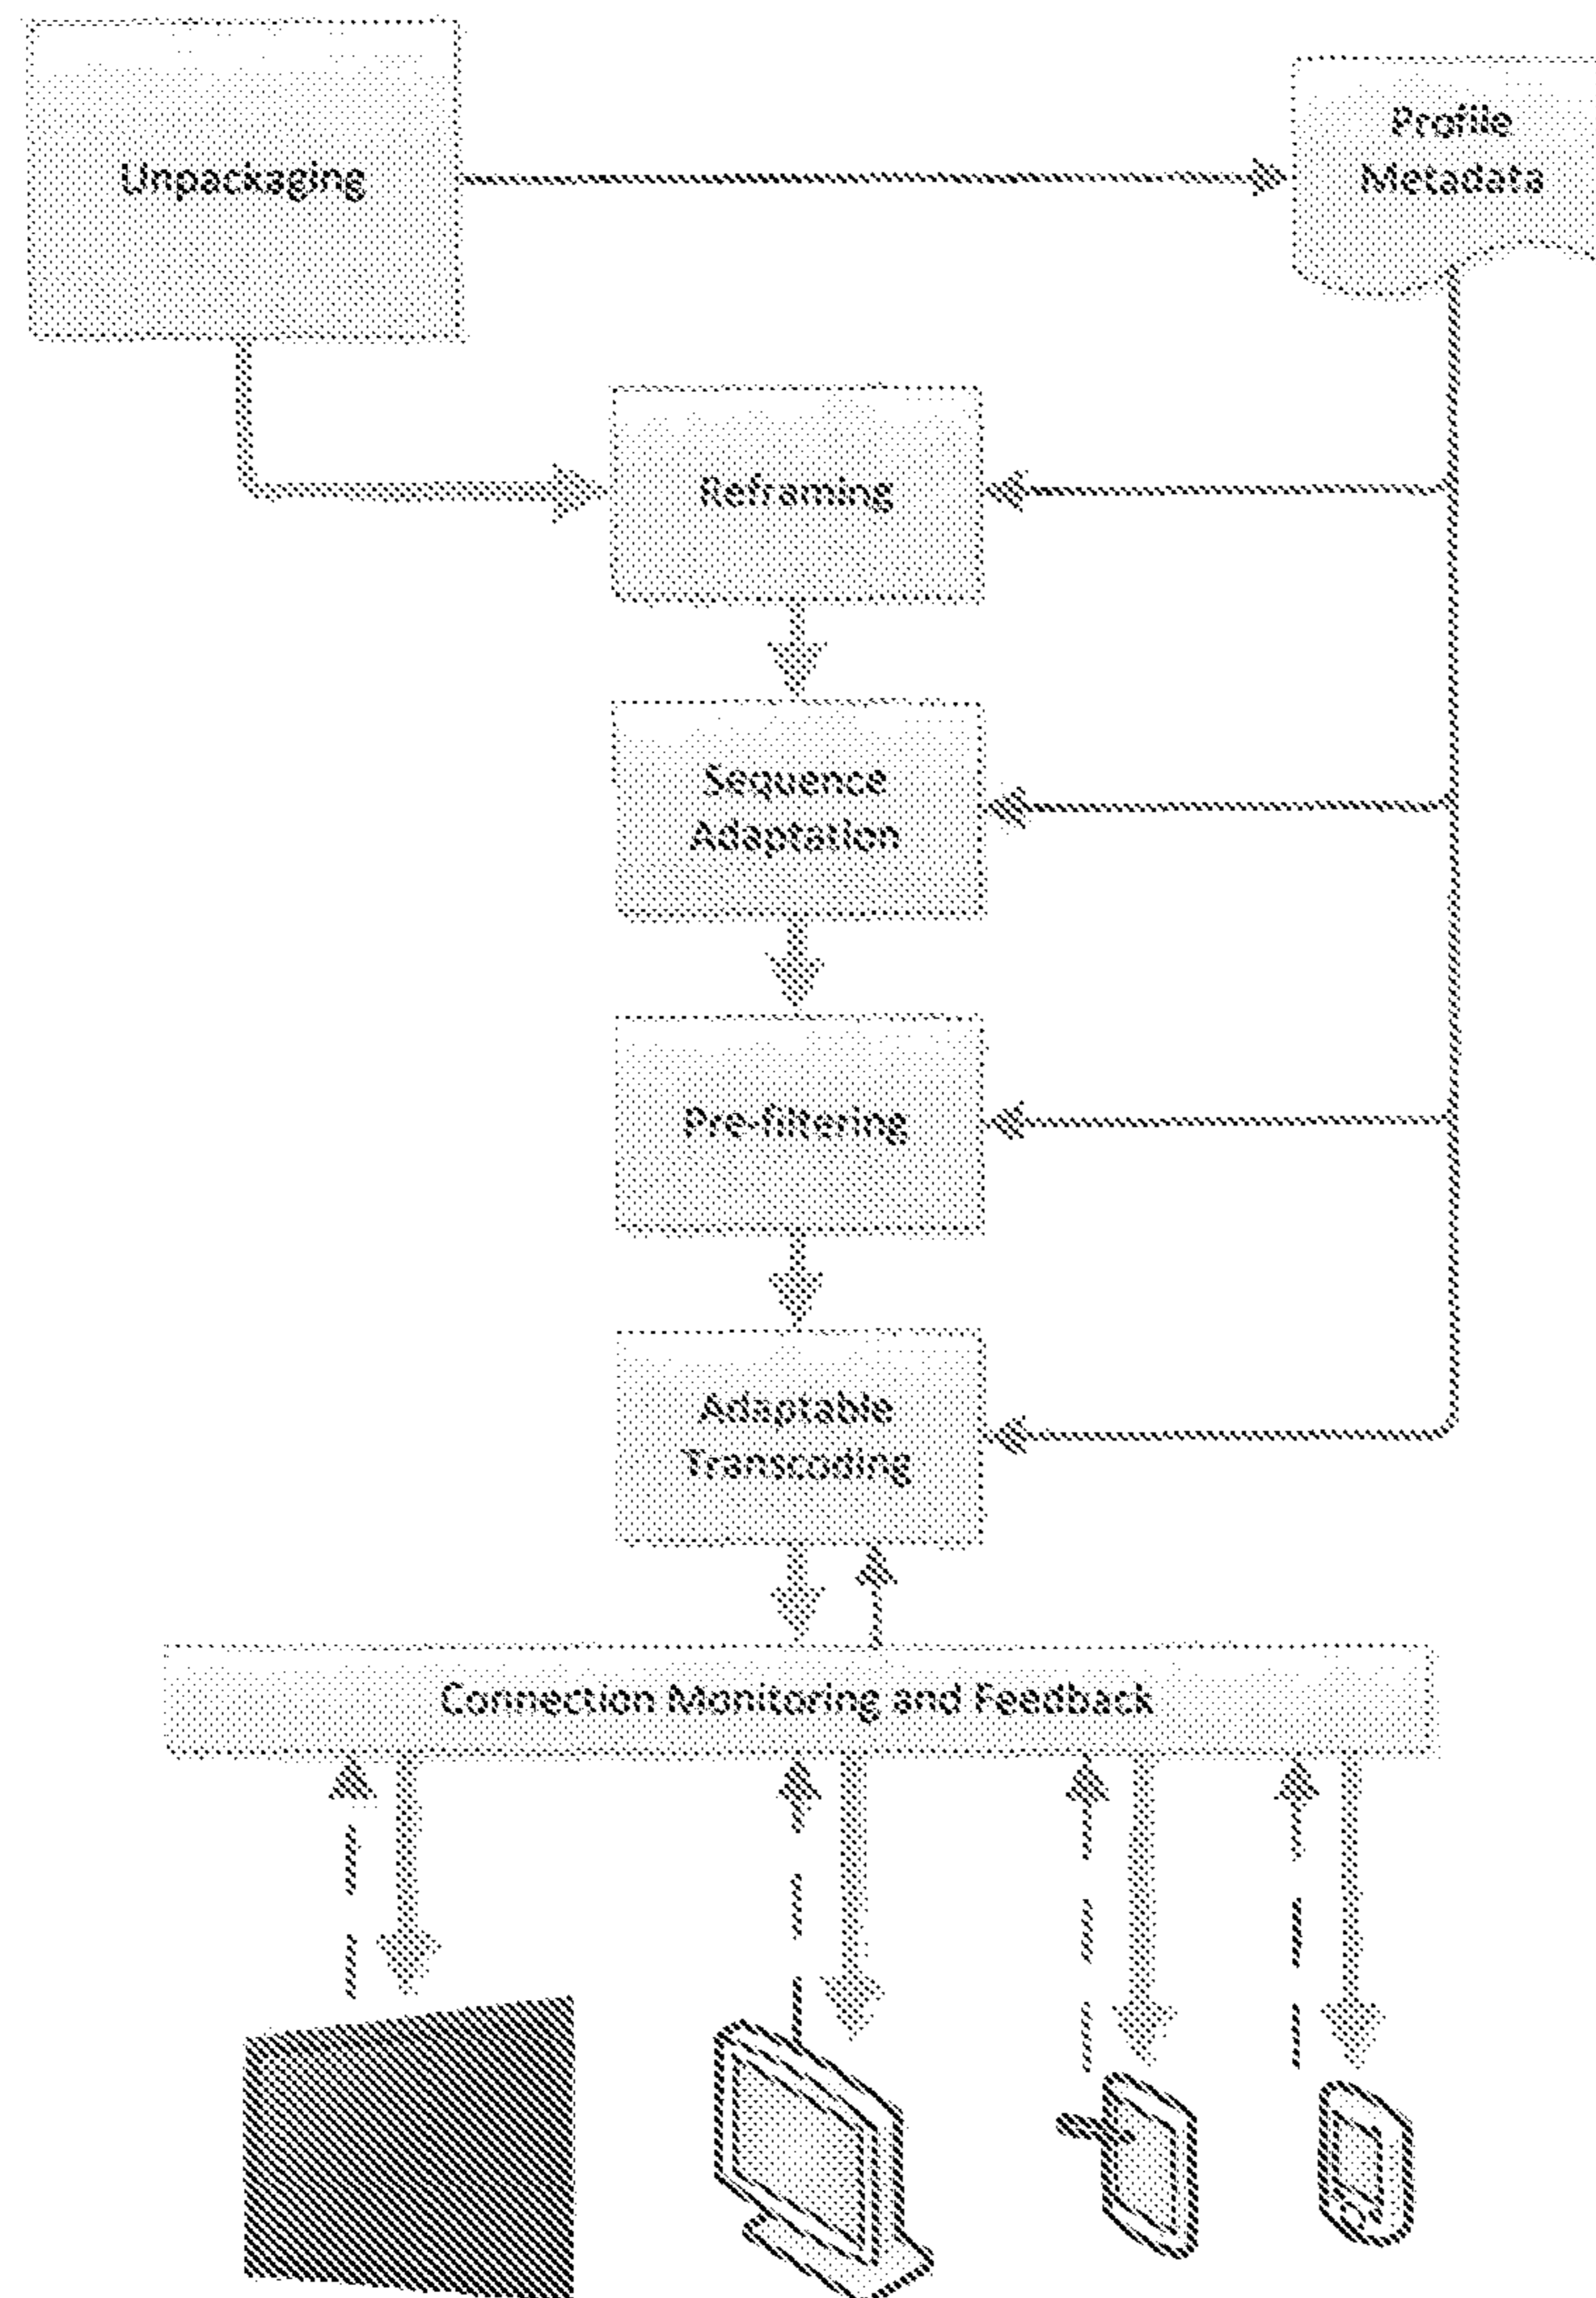 Unpackaging
Profile
Metadata
Reframing
Sequence
Adaptation
Pre-filtering
Adaptable
Transcoding
Connection Monitoring and Feedback